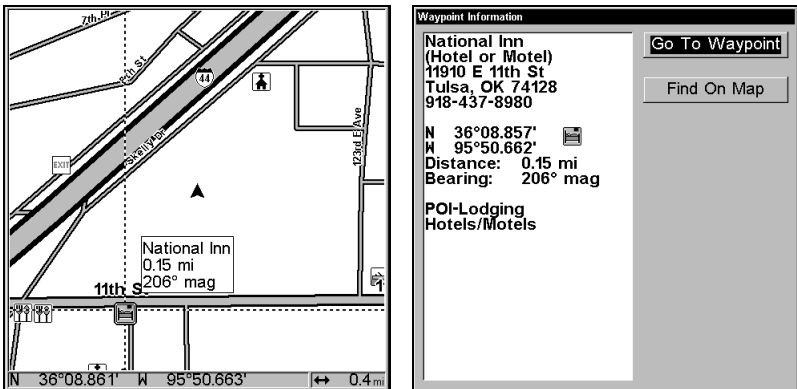 7th Pl
7th St
44
EXIT
Skelly Dr
123rd E Ave
National Inn
0.15 mi
206° mag
11th S
N 36°08.861' W 95°50.663' ↔ 0.4 mi
Waypoint Information
National Inn
(Hotel or Motel)
11910 E 11th St
Tulsa, OK 74128
918-437-8980
N 36°08.857'
W 95°50.662'
Distance: 0.15 mi
Bearing: 206° mag
POI-Lodging
Hotels/Motels
Go To Waypoint
Find On Map